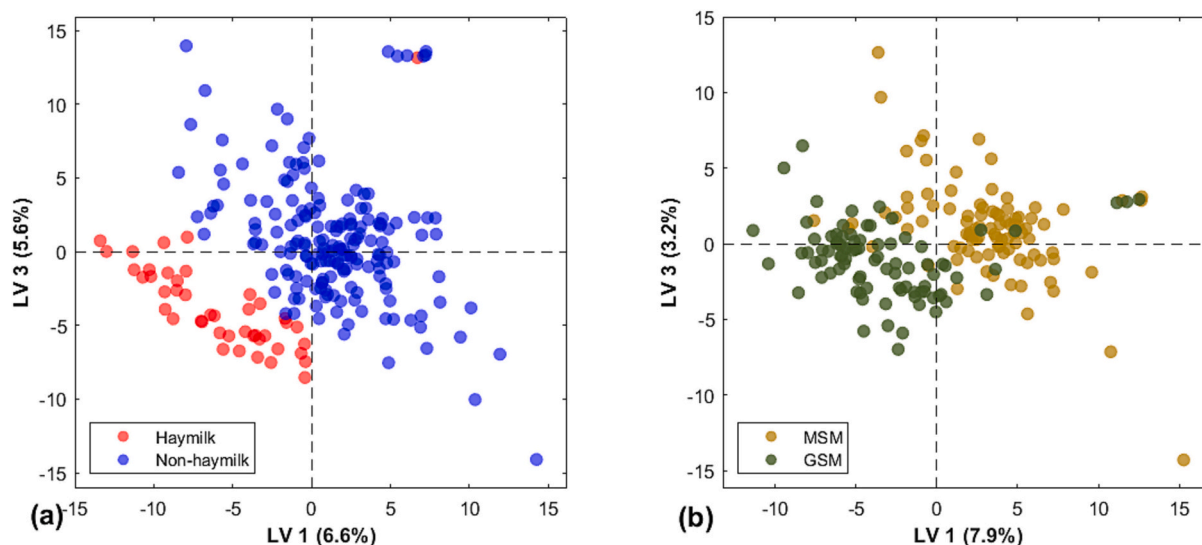 15
10
5
0
-5
-10
-15
LV 3 (5.6%)
Haymilk
Non-haymilk
-15 -10 -5 0 5 10 15
(a)
LV 1 (6.6%)
15
10
5
0
-5
-10
-15
LV 3 (3.2%)
MSM
GSM
-10 -5 0 5 10 15
(b)
LV 1 (7.9%)